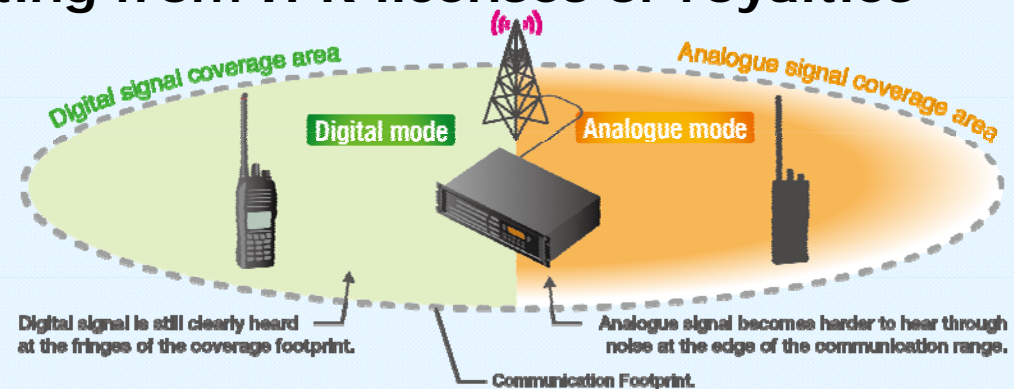 Digital signal coverage area
Analogue signal coverage area
Digital mode
Analogue mode
Digital signal is still clearly heard
at the fringes of the coverage footprint.
Analogue signal becomes harder to hear through
noise at the edge of the communication range.
Communication Footprint.